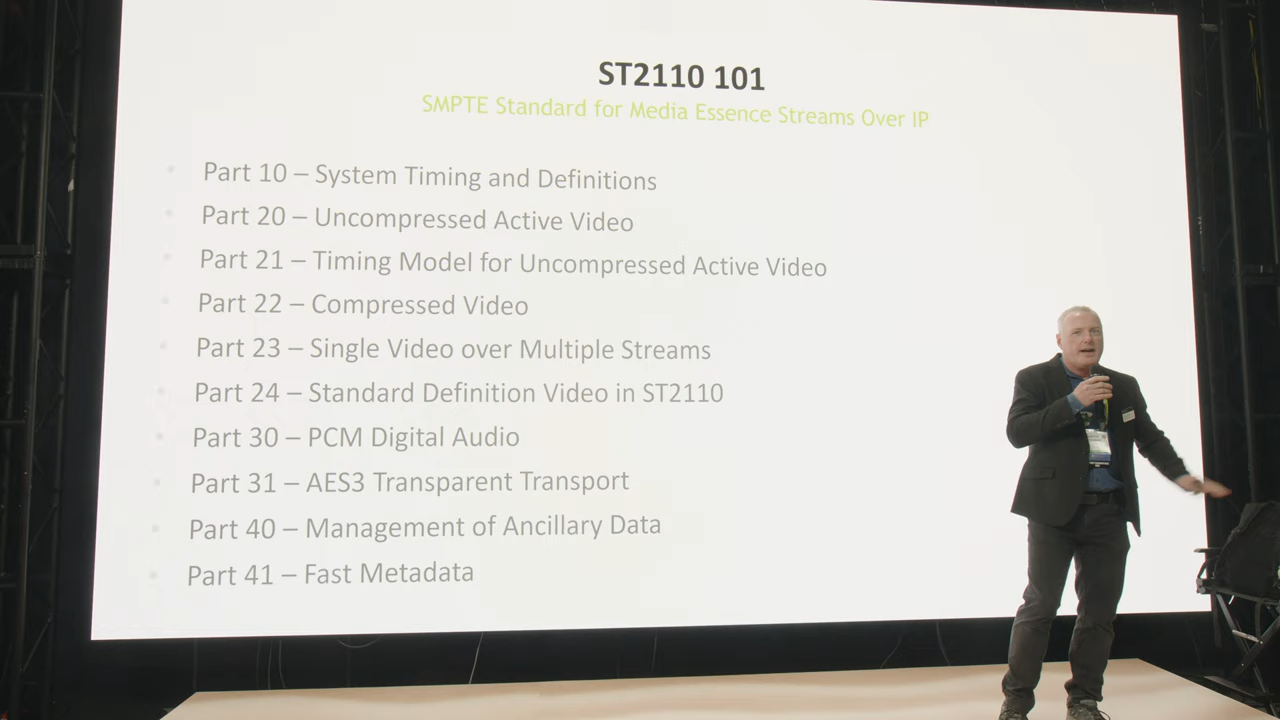 ST2110 101
SMPTE Standard for Media Essence Streams Over IP
Part 10 – System Timing and Definitions
Part 20 – Uncompressed Active Video
Part 21 – Timing Model for Uncompressed Active Video
Part 22 – Compressed Video
Part 23 – Single Video over Multiple Streams
Part 24 – Standard Definition Video in ST2110
Part 30 – PCM Digital Audio
Part 31 – AES3 Transparent Transport
Part 40 – Management of Ancillary Data
Part 41 – Fast Metadata